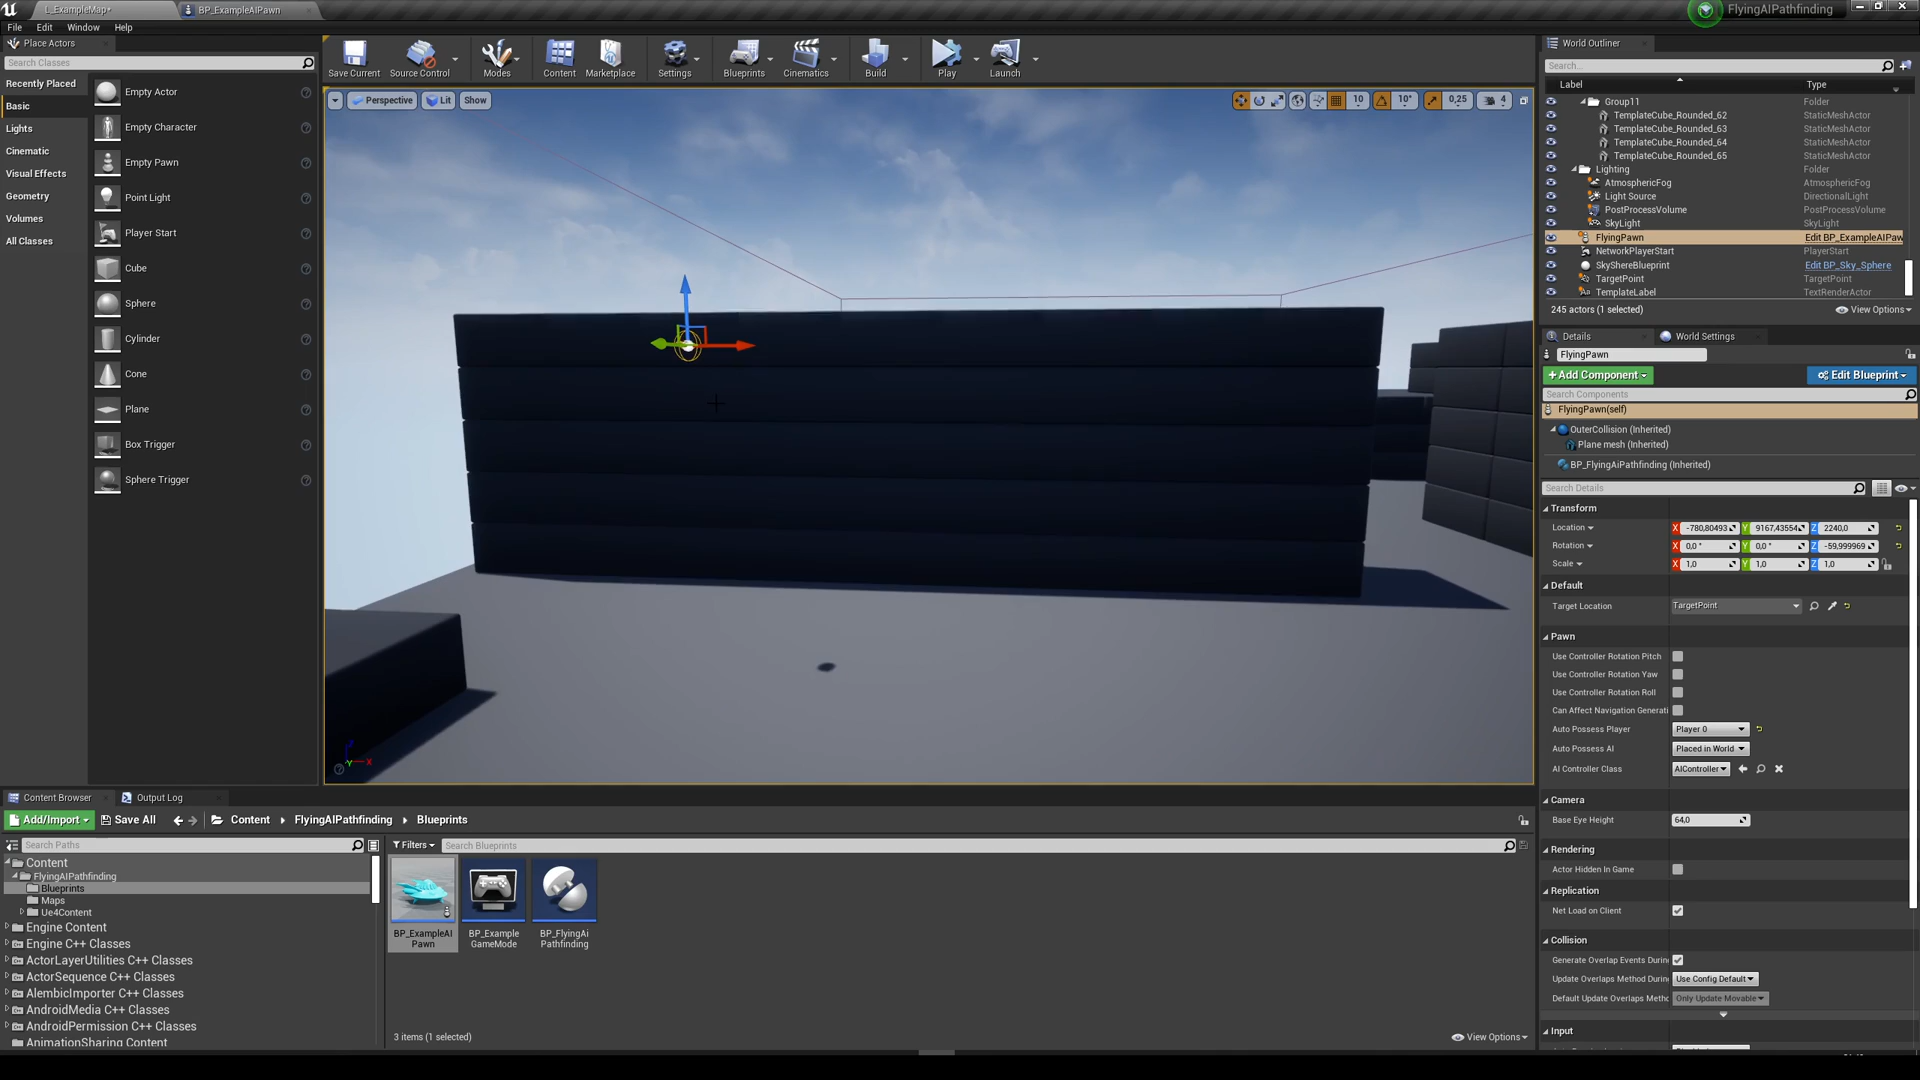 L_ExampleMap*
BP_ExampleAIPawn
FlyingAIPathfinding
File Edit Window Help
Place Actors
Search Classes
Recently Placed
Basic
Lights
Cinematic
Visual Effects
Geometry
Volumes
All Classes
Empty Actor
Empty Character
Empty Pawn
Point Light
Player Start
Cube
Sphere
Cylinder
Cone
Plane
Box Trigger
Sphere Trigger
Save Current
Source Control
Modes
Content
Marketplace
Settings
Blueprints
Cinematics
Build
Play
Launch
Perspective
Lit
Show
10
10°
0,25
4
X
World Outliner
Search...
Label Type
Group11 Folder
TemplateCube_Rounded_62 StaticMeshActor
TemplateCube_Rounded_63 StaticMeshActor
TemplateCube_Rounded_64 StaticMeshActor
TemplateCube_Rounded_65 StaticMeshActor
Lighting Folder
AtmosphericFog AtmosphericFog
Light Source DirectionalLight
PostProcessVolume PostProcessVolume
SkyLight SkyLight
FlyingPawn Edit BP_ExampleAIPaw
NetworkPlayerStart PlayerStart
SkyShereBlueprint Edit BP_Sky_Sphere
TargetPoint TargetPoint
TemplateLabel TextRenderActor
245 actors (1 selected)
View Options
Details
World Settings
FlyingPawn
+Add Component
Edit Blueprint
Search Components
FlyingPawn(self)
OuterCollision (Inherited)
Plane mesh (Inherited)
BP_FlyingAiPathfinding (Inherited)
Search Details
Transform
Location X -780,80493 Y 9167,43554 Z 2240,0
Rotation X 0,0 ° Y 0,0 ° Z -59,999969
Scale X 1,0 Y 1,0 Z 1,0
Default
Target Location TargetPoint
Pawn
Use Controller Rotation Pitch
Use Controller Rotation Yaw
Use Controller Rotation Roll
Can Affect Navigation Generati
Auto Possess Player Player 0
Auto Possess AI Placed in World
AI Controller Class AIController
Camera
Base Eye Height 64,0
Rendering
Actor Hidden In Game
Replication
Net Load on Client
Collision
Generate Overlap Events Durin
Update Overlaps Method Durin Use Config Default
Default Update Overlaps Metho Only Update Movable
Input
Content Browser
Output Log
Add/Import
Save All
Content
FlyingAIPathfinding
Blueprints
Search Paths
Filters
Search Blueprints
Content
FlyingAIPathfinding
Blueprints
Maps
Ue4Content
Engine Content
Engine C++ Classes
ActorLayerUtilities C++ Classes
ActorSequence C++ Classes
AlembicImporter C++ Classes
AndroidMedia C++ Classes
AndroidPermission C++ Classes
AnimationSharing Content
BP_ExampleAI
Pawn
BP_Example
GameMode
BP_FlyingAi
Pathfinding
3 items (1 selected)
View Options